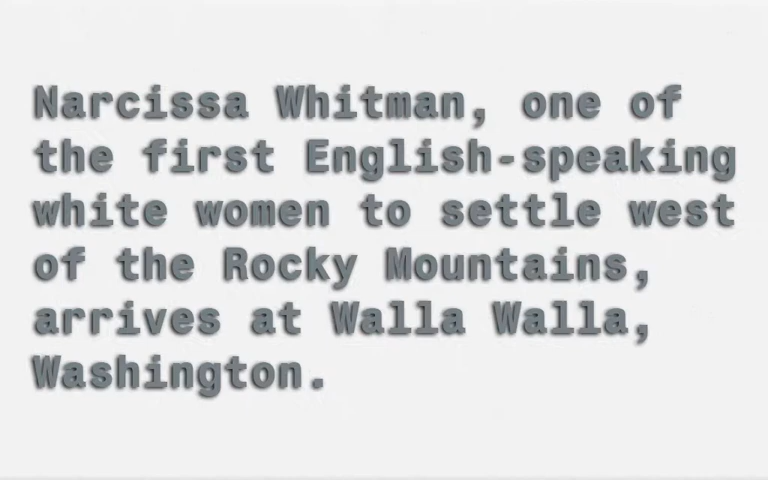 Narcissa Whitman, one of
the first English-speaking
white women to settle west
of the Rocky Mountains,
arrives at Walla Walla,
Washington.